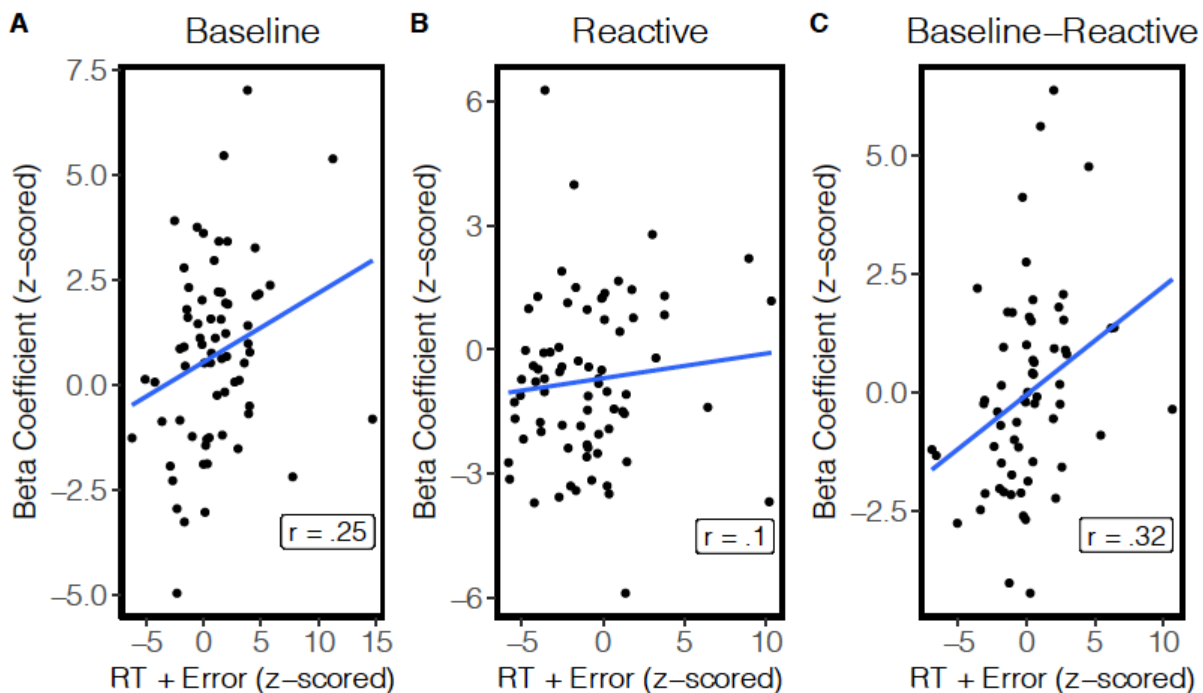 A
Baseline
B
Reactive
C
Baseline−Reactive
Beta Coefficient (z−scored)
7.5
5.0
2.5
0.0
−2.5
−5.0
r = .25
−5
0
5
10
15
RT + Error (z−scored)
Beta Coefficient (z−scored)
6
3
0
−3
−6
r = .1
−5
0
5
10
RT + Error (z−scored)
Beta Coefficient (z−scored)
5.0
2.5
0.0
−2.5
r = .32
−5
0
5
10
RT + Error (z−scored)